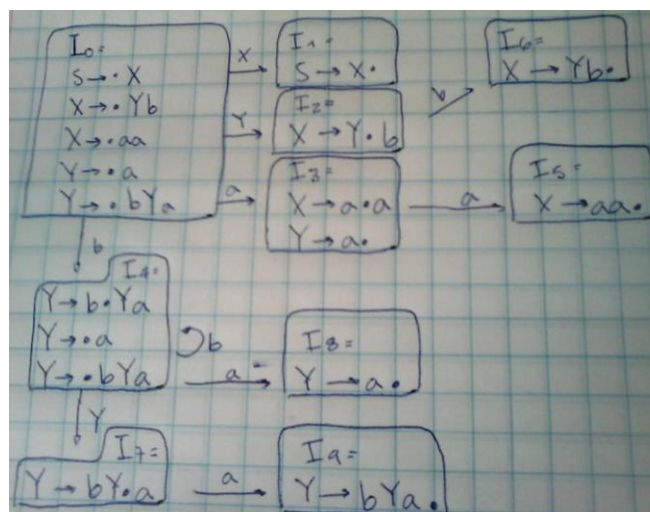 I₀=
S → · X
X → · Yb
X → · aa
Y → · a
Y → · bYa
X
I₁=
S → X ·
Y
I₂=
X → Y · b
b
I₆=
X → Yb ·
a
I₃=
X → a · a
Y → a ·
a
I₅=
X → aa ·
b
I₄=
Y → b · Ya
Y → · a
Y → · bYa
b
a
I₈=
Y → a ·
Y
I₇=
Y → bY · a
a
I₉=
Y → bYa ·